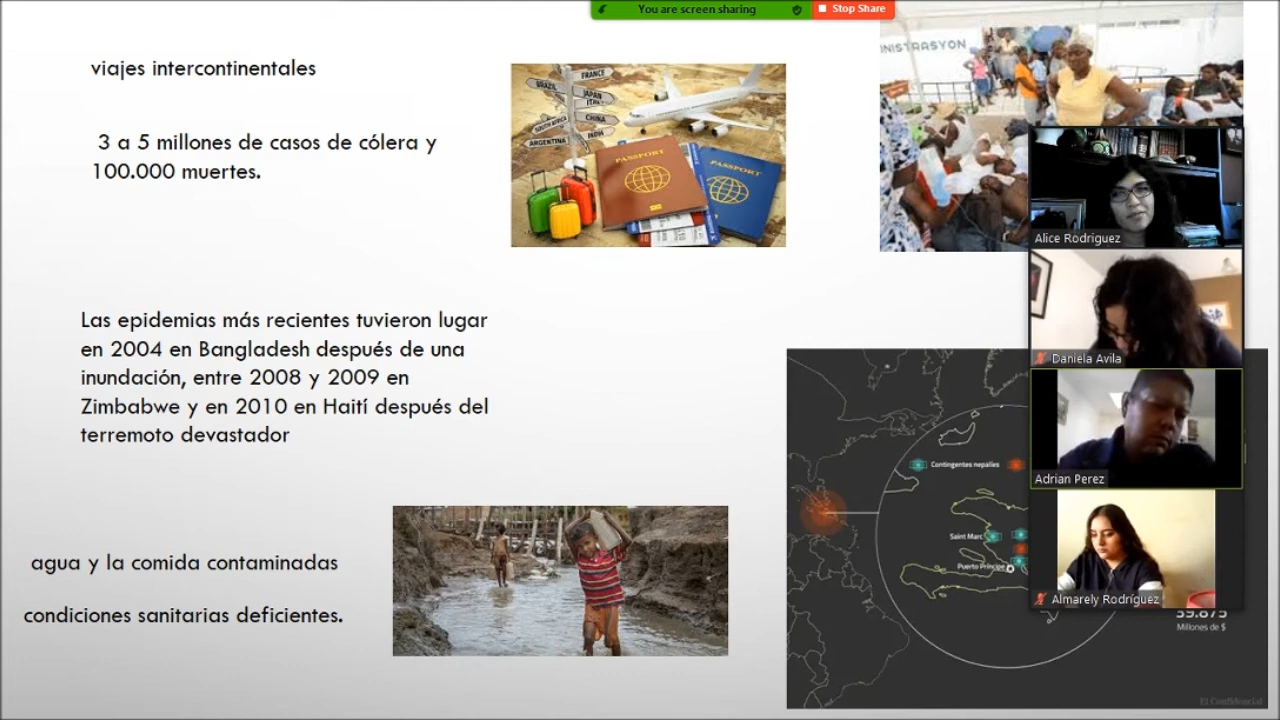 You are screen sharing
Stop Share
viajes intercontinentales
3 a 5 millones de casos de cólera y
100.000 muertes.
FRANCE
BRAZIL
JAPAN
ITALY
SOUTH AFRICA
CHINA
INDIA
ARGENTINA
PASSPORT
PASSPORT
NISTRASYON
Alice Rodriguez
Daniela Avila
Adrian Perez
Almarely Rodríguez
Las epidemias más recientes tuvieron lugar
en 2004 en Bangladesh después de una
inundación, entre 2008 y 2009 en
Zimbabwe y en 2010 en Haití después del
terremoto devastador
agua y la comida contaminadas
condiciones sanitarias deficientes.
Contingentes nepalíes
Saint Marc
Puerto Príncipe
39.875
Millones de $
El Confidencial